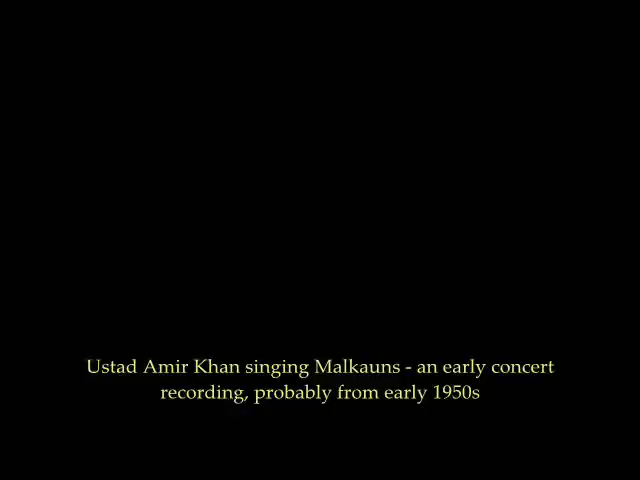 Ustad Amir Khan singing Malkauns - an early concert
recording, probably from early 1950s